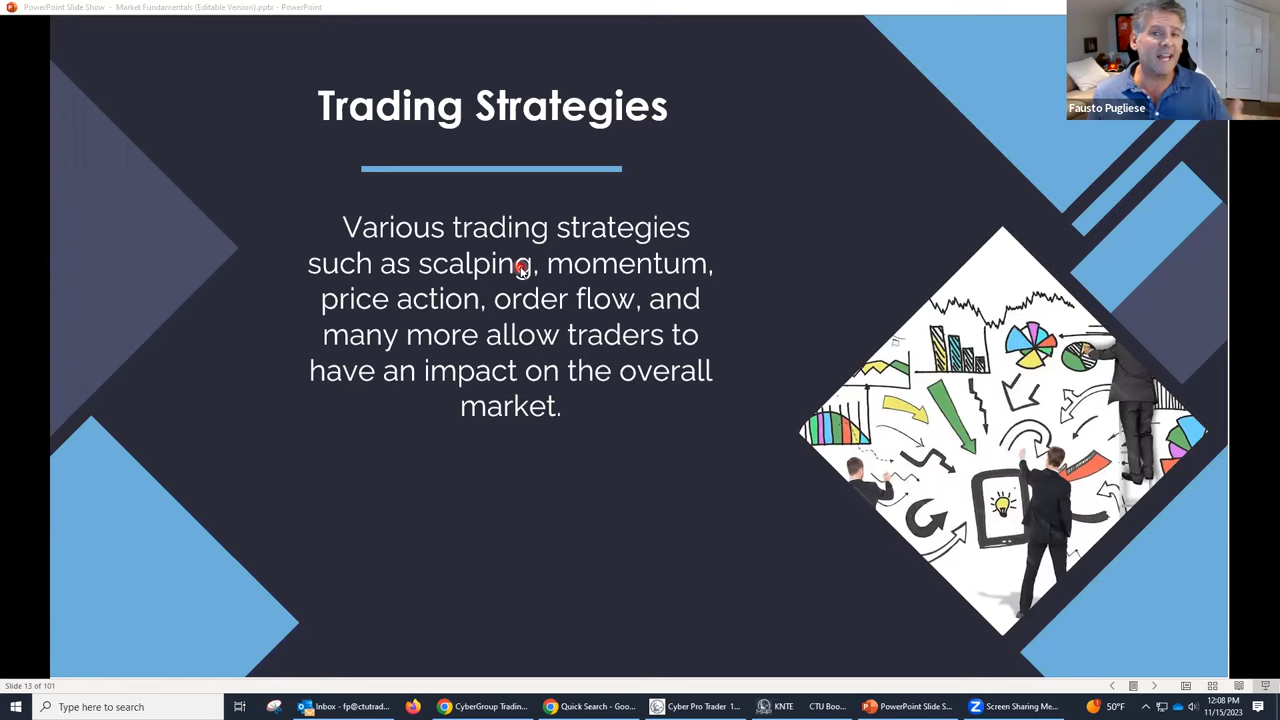 PowerPoint Slide Show - Market Fundamentals (Editable Version).pptx - PowerPoint
Fausto Pugliese
Trading Strategies
Various trading strategies
such as scalping, momentum,
price action, order flow, and
many more allow traders to
have an impact on the overall
market.
Slide 13 of 101
Type here to search
Inbox - fp@ctutrad...
CyberGroup Tradin...
Quick Search - Goo...
Cyber Pro Trader 1...
KNTE
CTU Boo...
PowerPoint Slide S...
Screen Sharing Me...
50°F
12:08 PM
11/15/2023